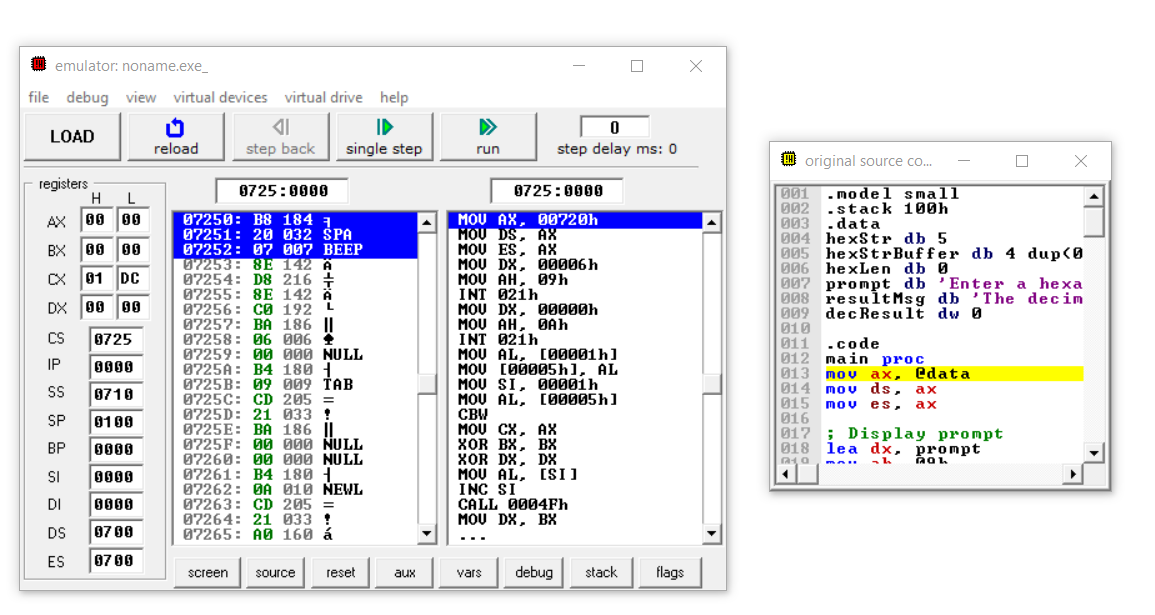 emulator: noname.exe_
file debug view virtual devices virtual drive help
LOAD reload step back single step run 0 step delay ms: 0
registers
H L
AX 00 00
BX 00 00
CX 01 DC
DX 00 00
CS 0725
IP 0000
SS 0710
SP 0100
BP 0000
SI 0000
DI 0000
DS 0700
ES 0700
0725:0000
07250: B8 184 ╕
07251: 20 032 SPA
07252: 07 007 BEEP
07253: 8E 142 Ä
07254: D8 216 ╪
07255: 8E 142 Ä
07256: C0 192 └
07257: BA 186 ║
07258: 06 006 ♠
07259: 00 000 NULL
0725A: B4 180 ┤
0725B: 09 009 TAB
0725C: CD 205 =
0725D: 21 033 !
0725E: BA 186 ║
0725F: 00 000 NULL
07260: 00 000 NULL
07261: B4 180 ┤
07262: 0A 010 NEWL
07263: CD 205 =
07264: 21 033 !
07265: A0 160 á
0725:0000
MOV AX, 00720h
MOV DS, AX
MOV ES, AX
MOV DX, 00006h
MOV AH, 09h
INT 021h
MOV DX, 00000h
MOV AH, 0Ah
INT 021h
MOV AL, [00001h]
MOV [00005h], AL
MOV SI, 00001h
MOV AL, [00005h]
CBW
MOV CX, AX
XOR BX, BX
XOR DX, DX
MOV AL, [SI]
INC SI
CALL 0004Fh
MOV DX, BX
...
screen source reset aux vars debug stack flags
original source co...
001 .model small
002 .stack 100h
003 .data
004 hexStr db 5
005 hexStrBuffer db 4 dup(0
006 hexLen db 0
007 prompt db 'Enter a hexa
008 resultMsg db 'The decim
009 decResult dw 0
010
011 .code
012 main proc
013 mov ax, @data
014 mov ds, ax
015 mov es, ax
016
017 ; Display prompt
018 lea dx, prompt
019 mov ah, 09h